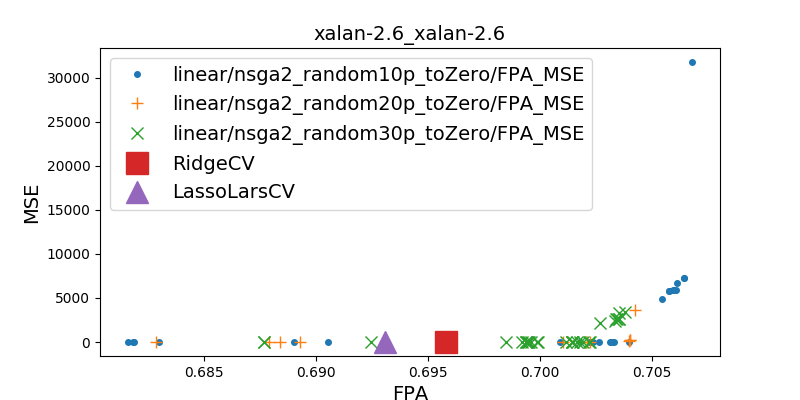 xalan-2.6_xalan-2.6
linear/nsga2_random10p_toZero/FPA_MSE
linear/nsga2_random20p_toZero/FPA_MSE
linear/nsga2_random30p_toZero/FPA_MSE
RidgeCV
LassoLarsCV
MSE
30000
25000
20000
15000
10000
5000
0
0.685 0.690 0.695 0.700 0.705
FPA